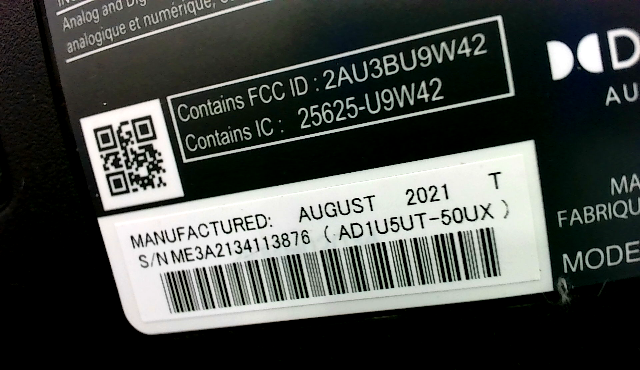 Analog and Dig
analogique et numérique,
Contains FCC ID : 2AU3BU9W42
Contains IC : 25625-U9W42
D
AU
MANUFACTURED: AUGUST 2021 T
S/N ME3A2134113876 ( AD1U5UT-50UX )
MA
FABRIQU
MODE